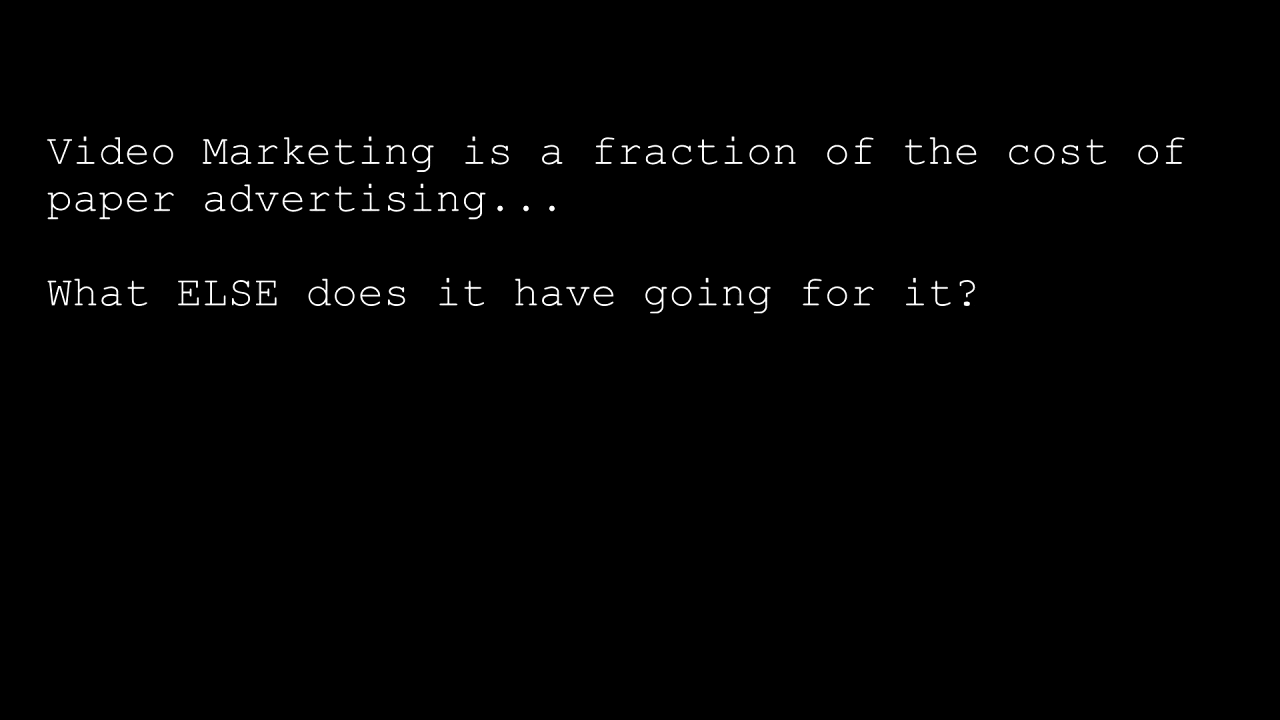 Video Marketing is a fraction of the cost of
paper advertising...
What ELSE does it have going for it?